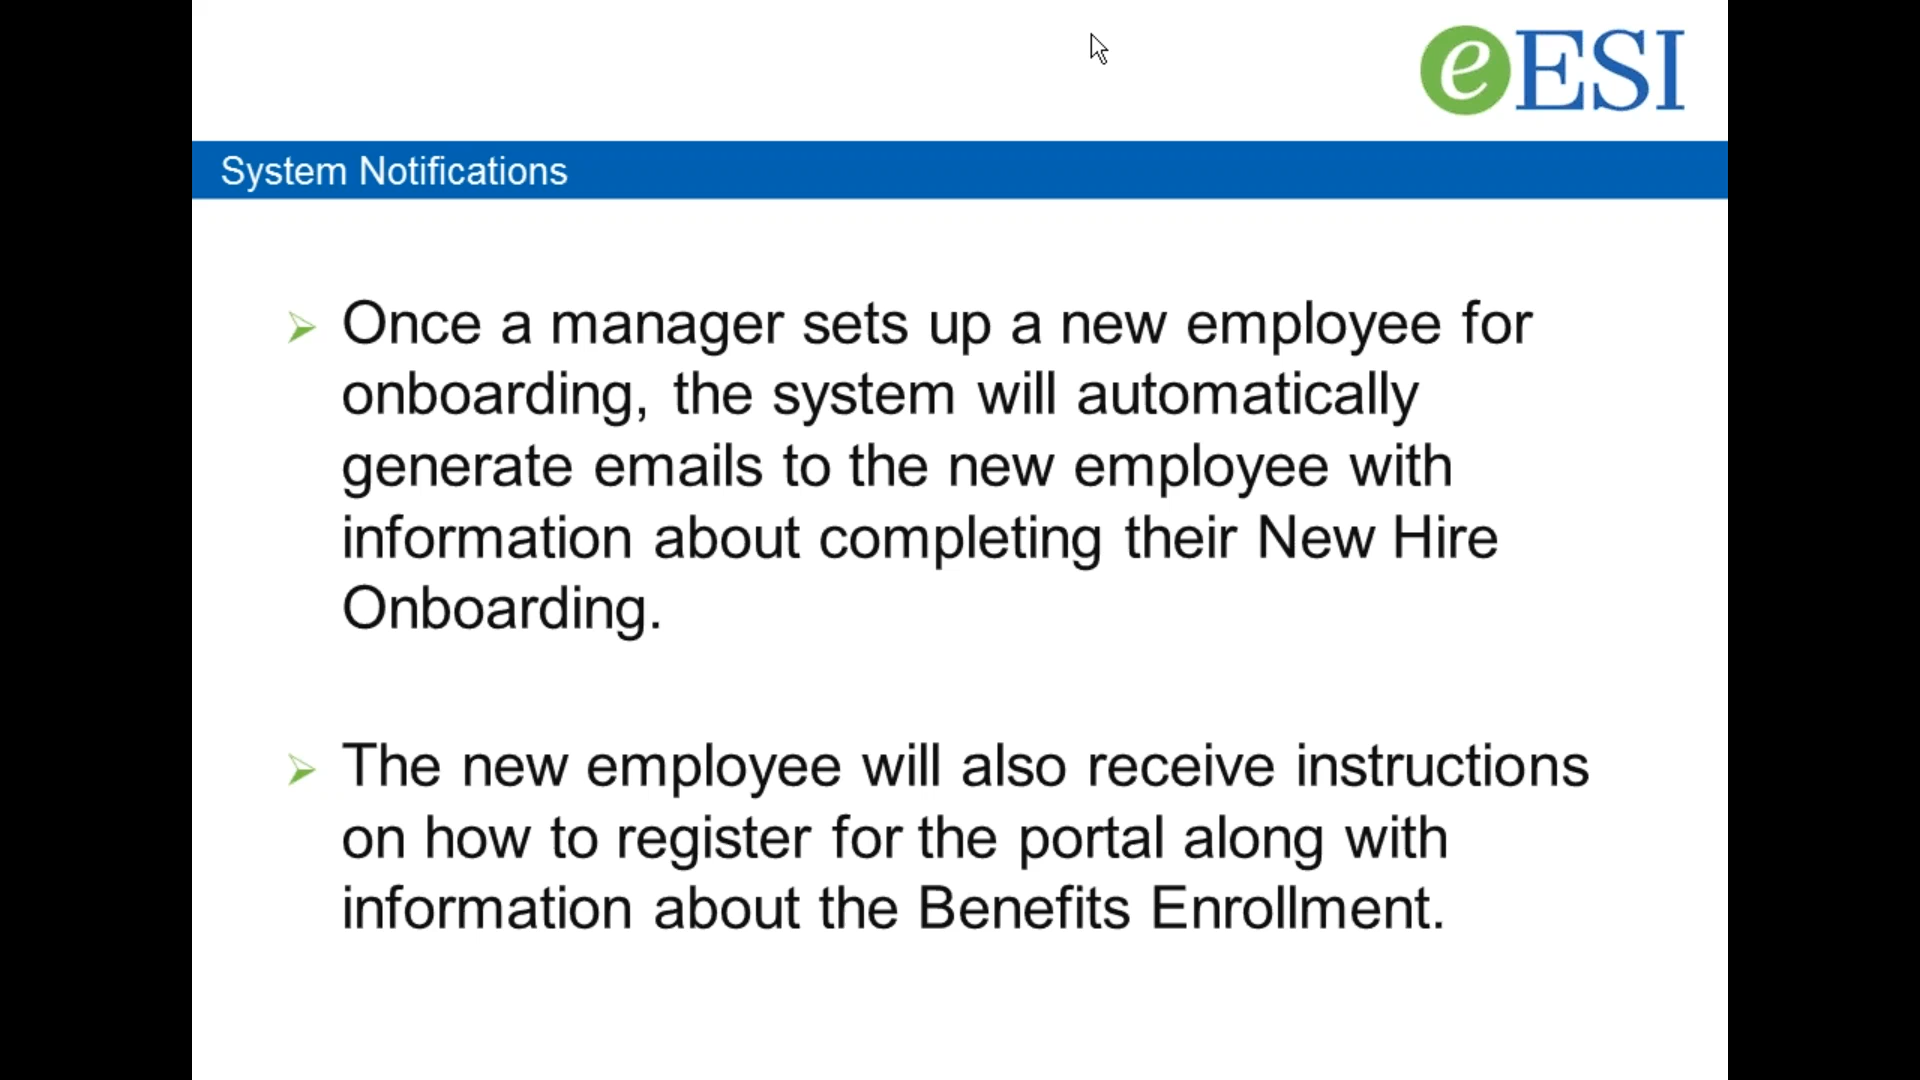 eESI
System Notifications
Once a manager sets up a new employee for
onboarding, the system will automatically
generate emails to the new employee with
information about completing their New Hire
Onboarding.
The new employee will also receive instructions
on how to register for the portal along with
information about the Benefits Enrollment.